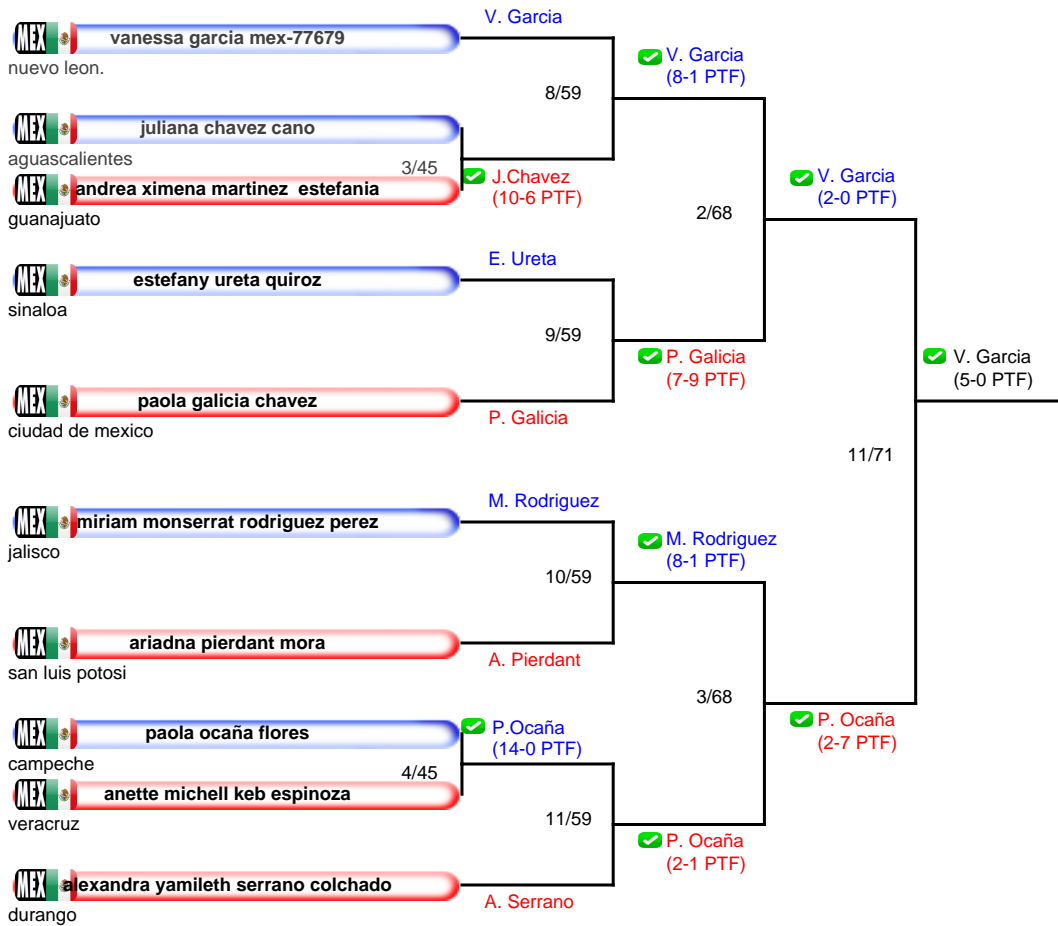 V. Garcia
MEX vanessa garcia mex-77679
nuevo leon.
V. Garcia
(8-1 PTF)
8/59
MEX juliana chavez cano
aguascalientes
3/45
J.Chavez
(10-6 PTF)
MEX andrea ximena martinez  estefania
guanajuato
V. Garcia
(2-0 PTF)
2/68
E. Ureta
MEX estefany ureta quiroz
sinaloa
9/59
P. Galicia
(7-9 PTF)
V. Garcia
(5-0 PTF)
MEX paola galicia chavez
ciudad de mexico
P. Galicia
11/71
M. Rodriguez
MEX miriam monserrat rodriguez perez
jalisco
M. Rodriguez
(8-1 PTF)
10/59
MEX ariadna pierdant mora
san luis potosi
A. Pierdant
3/68
P. Ocaña
(2-7 PTF)
MEX paola ocaña flores
campeche
P.Ocaña
(14-0 PTF)
4/45
MEX anette michell keb espinoza
veracruz
11/59
P. Ocaña
(2-1 PTF)
MEX alexandra yamileth serrano colchado
durango
A. Serrano